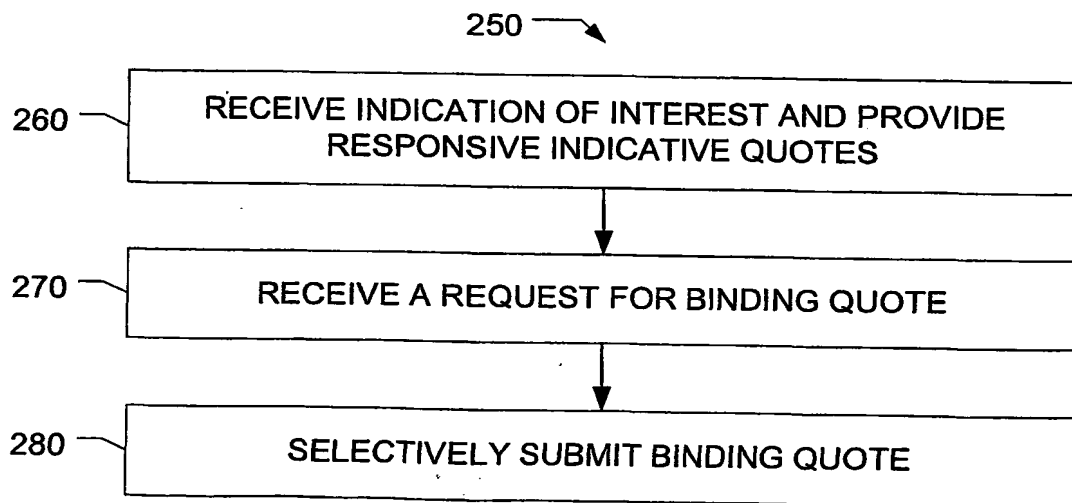 250
260
RECEIVE INDICATION OF INTEREST AND PROVIDE
RESPONSIVE INDICATIVE QUOTES
270
RECEIVE A REQUEST FOR BINDING QUOTE
280
SELECTIVELY SUBMIT BINDING QUOTE